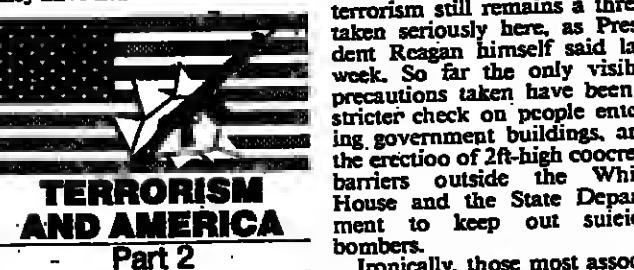 TERRORISM
AND AMERICA
Part 2
terrorism still remains a thre
taken seriously here, as Pres
dent Reagan himself said la
week. So far the only visib
precautions taken have been
stricter check on people ente
ing government buildings, an
the erectioo of 2ft-high coocre
barriers outside the Whi
House and the State Depar
ment to keep out suicid
bombers.
Ironically, those most assoc